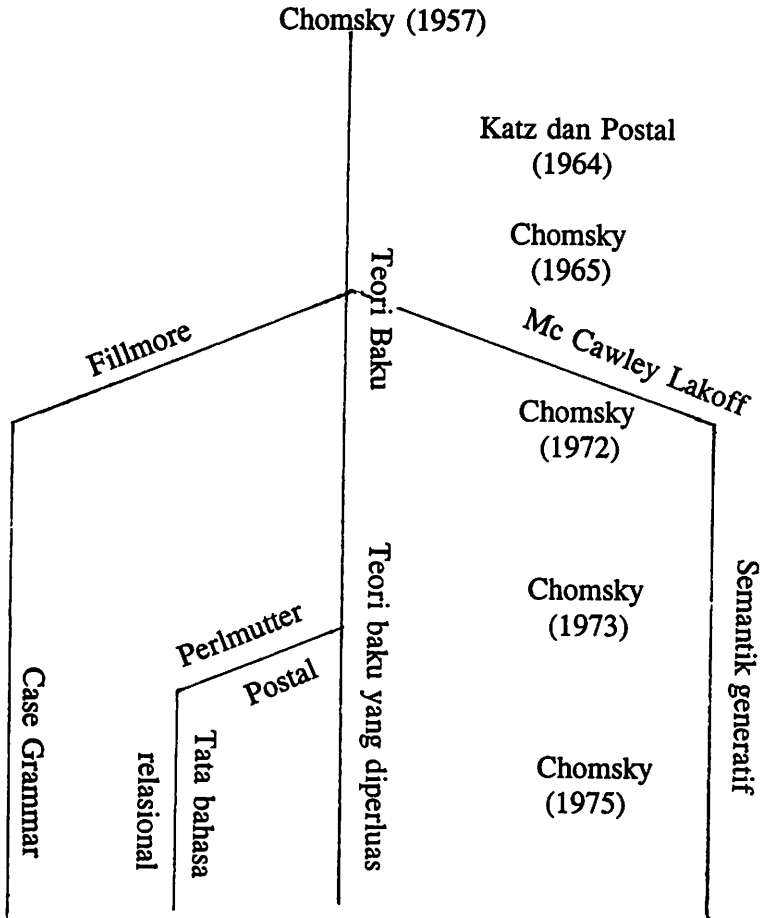 Chomsky (1957)
Katz dan Postal
(1964)
Chomsky
(1965)
Teori Baku
Fillmore
Mc Cawley Lakoff
Chomsky
(1972)
Teori baku yang diperluas
Chomsky
(1973)
Semantik generatif
Perlmutter
Postal
Case Grammar
Tata bahasa
relasional
Chomsky
(1975)